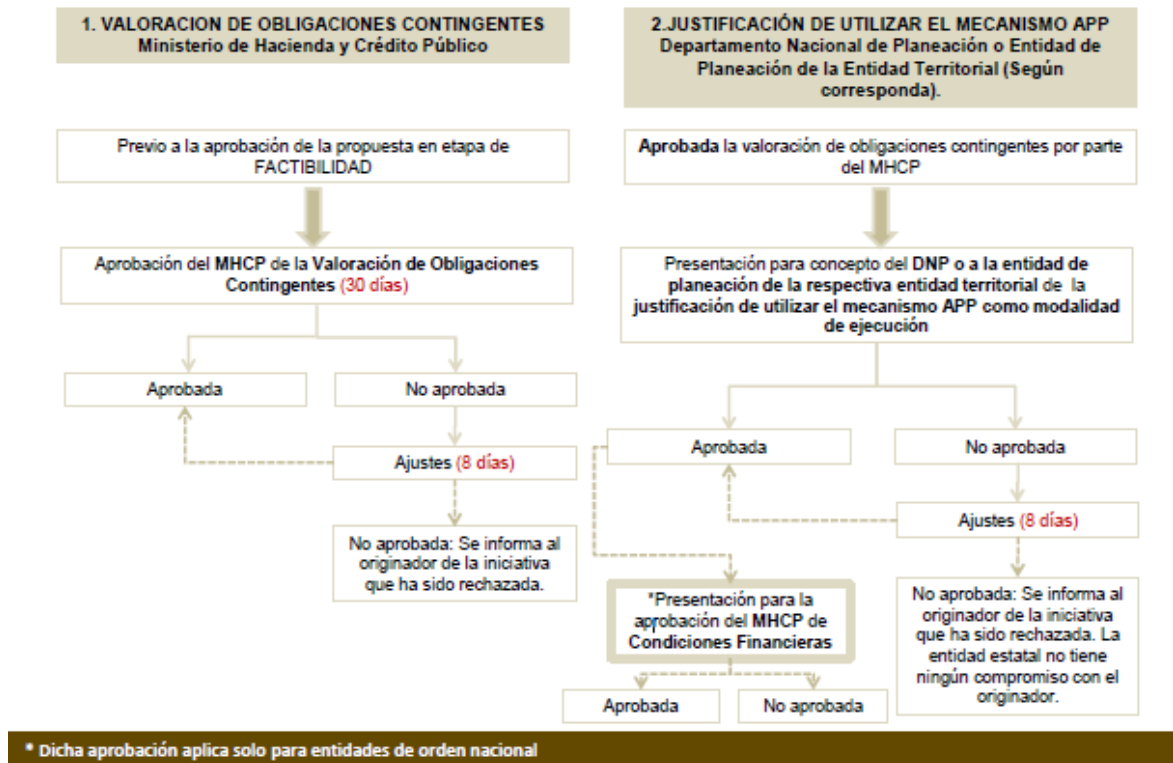 1. VALORACION DE OBLIGACIONES CONTINGENTES
Ministerio de Hacienda y Crédito Público
Previo a la aprobación de la propuesta en etapa de
FACTIBILIDAD
Aprobación del MHCP de la Valoración de Obligaciones
Contingentes (30 días)
Aprobada
No aprobada
Ajustes (8 días)
No aprobada: Se informa al
originador de la iniciativa
que ha sido rechazada.
2.JUSTIFICACIÓN DE UTILIZAR EL MECANISMO APP
Departamento Nacional de Planeación o Entidad de
Planeación de la Entidad Territorial (Según
corresponda).
Aprobada la valoración de obligaciones contingentes por parte
del MHCP
Presentación para concepto del DNP o a la entidad de
planeación de la respectiva entidad territorial de la
justificación de utilizar el mecanismo APP como modalidad
de ejecución
Aprobada
No aprobada
Ajustes (8 días)
No aprobada: Se informa al
originador de la iniciativa
que ha sido rechazada. La
entidad estatal no tiene
ningún compromiso con el
originador.
*Presentación para la
aprobación del MHCP de
Condiciones Financieras
Aprobada
No aprobada
* Dicha aprobación aplica solo para entidades de orden nacional